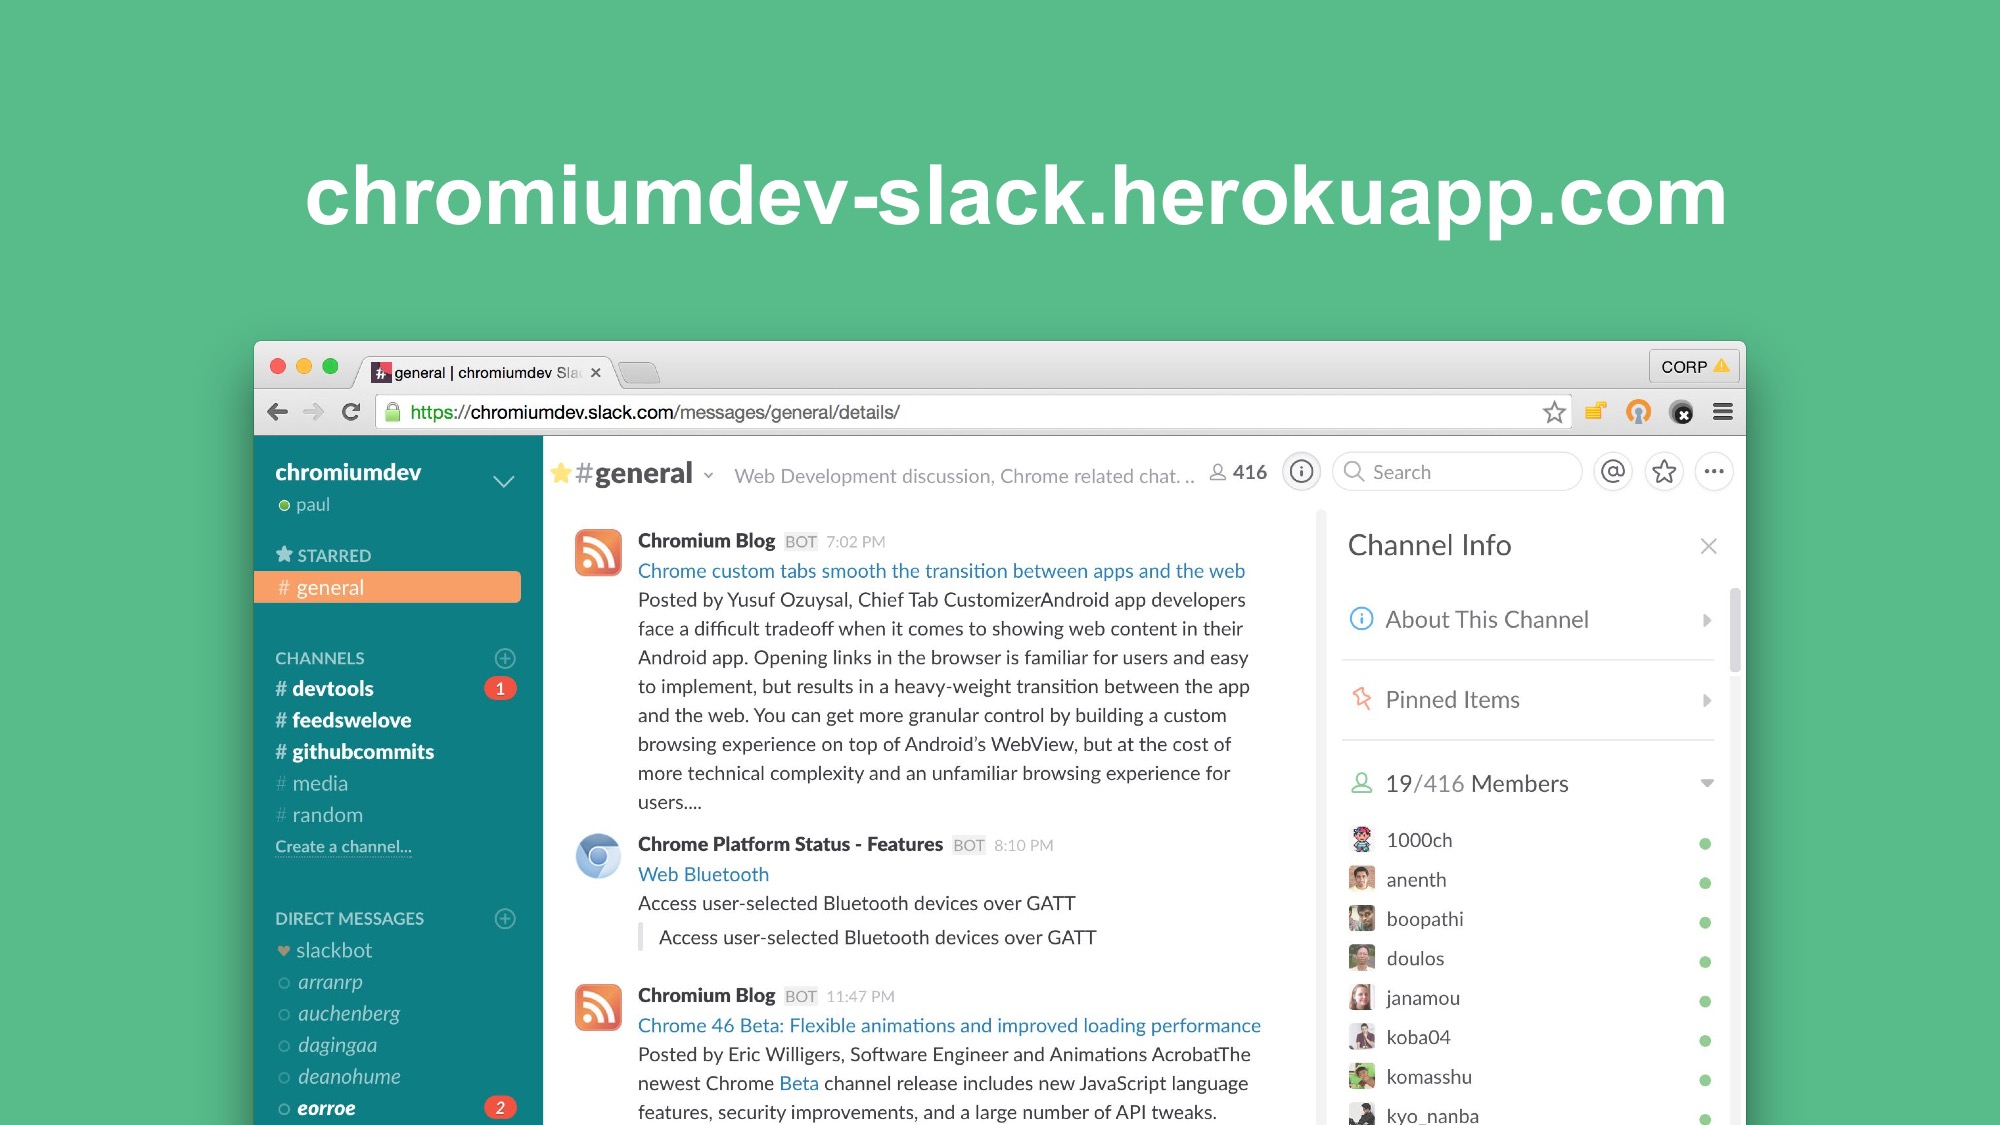 chromiumdev-slack.herokuapp.com
general | chromiumdev Sla
CORP
https://chromiumdev.slack.com/messages/general/details/
chromiumdev
paul
STARRED
# general
CHANNELS
# devtools 1
# feedswelove
# githubcommits
# media
# random
Create a channel...
DIRECT MESSAGES
slackbot
arranrp
auchenberg
dagingaa
deanohume
eorroe 2
#general
Web Development discussion, Chrome related chat. ..
416
Search
Chromium Blog BOT 7:02 PM
Chrome custom tabs smooth the transition between apps and the web
Posted by Yusuf Ozuysal, Chief Tab CustomizerAndroid app developers
face a difficult tradeoff when it comes to showing web content in their
Android app. Opening links in the browser is familiar for users and easy
to implement, but results in a heavy-weight transition between the app
and the web. You can get more granular control by building a custom
browsing experience on top of Android's WebView, but at the cost of
more technical complexity and an unfamiliar browsing experience for
users....
Chrome Platform Status - Features BOT 8:10 PM
Web Bluetooth
Access user-selected Bluetooth devices over GATT
Access user-selected Bluetooth devices over GATT
Chromium Blog BOT 11:47 PM
Chrome 46 Beta: Flexible animations and improved loading performance
Posted by Eric Willigers, Software Engineer and Animations AcrobatThe
newest Chrome Beta channel release includes new JavaScript language
features, security improvements, and a large number of API tweaks.
Channel Info
About This Channel
Pinned Items
19/416 Members
1000ch
anenth
boopathi
doulos
janamou
koba04
komasshu
kyo_nanba